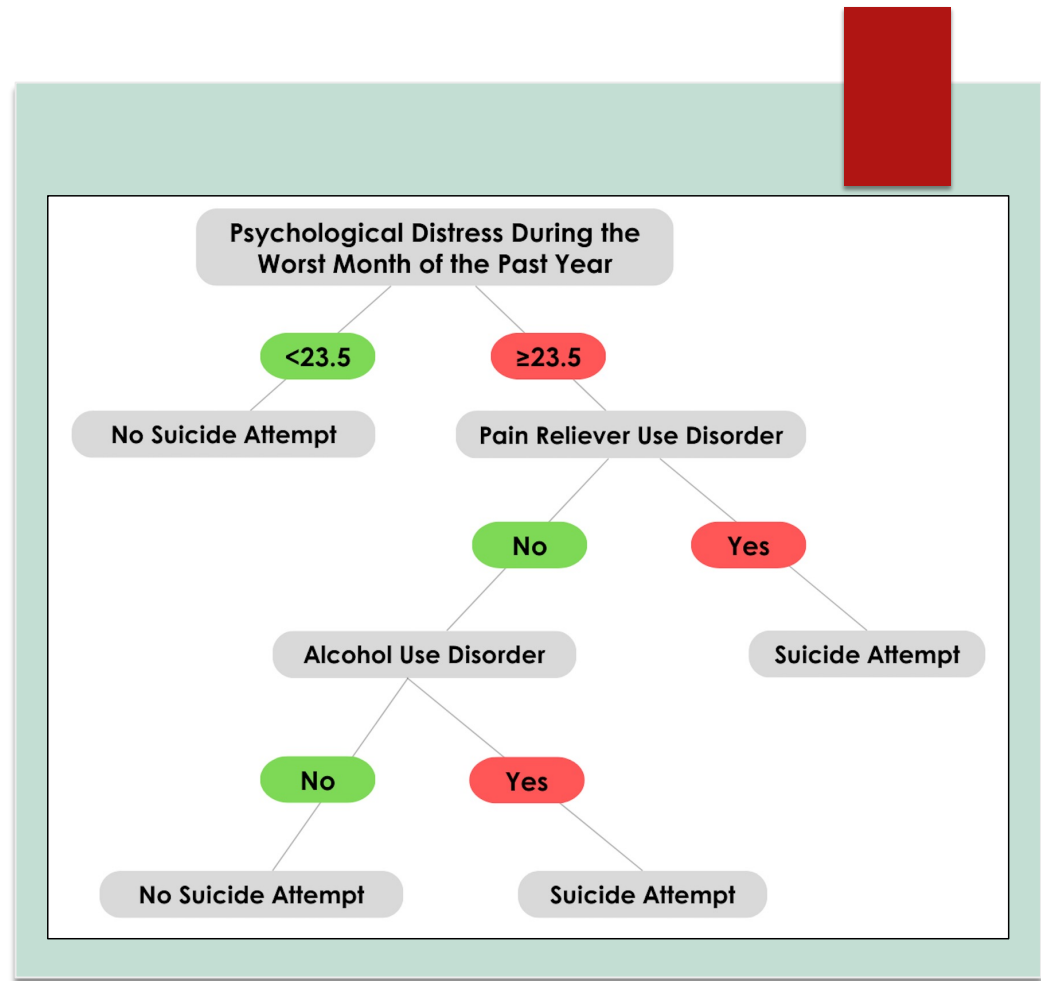 Psychological Distress During the
Worst Month of the Past Year
<23.5
≥23.5
No Suicide Attempt
Pain Reliever Use Disorder
No
Yes
Alcohol Use Disorder
Suicide Attempt
No
Yes
No Suicide Attempt
Suicide Attempt